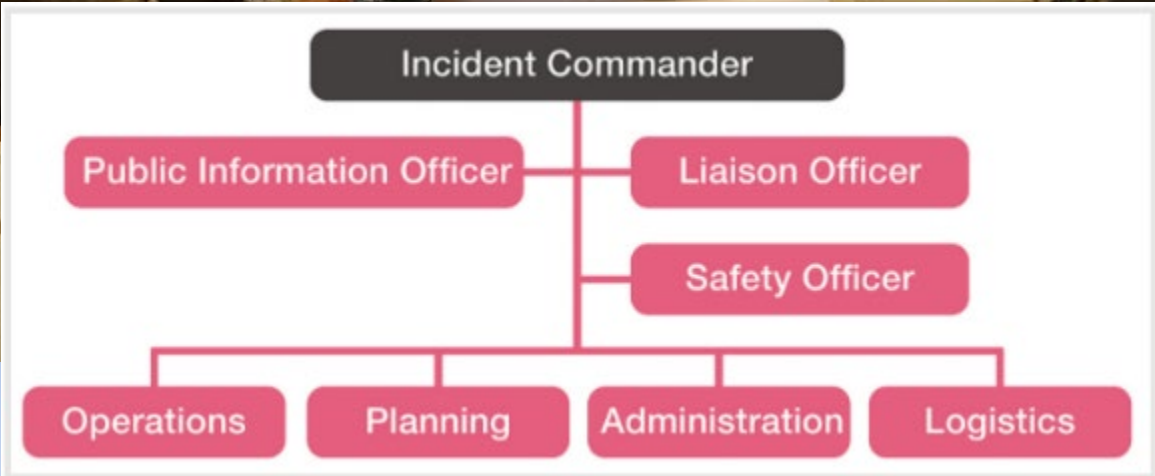 Incident Commander
Public Information Officer
Liaison Officer
Safety Officer
Operations
Planning
Administration
Logistics